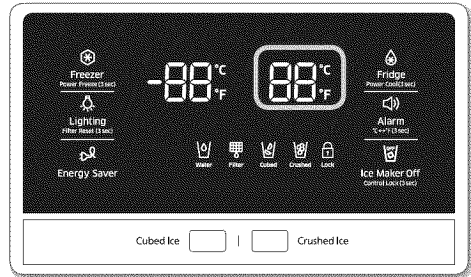 Freezer
Power Freeze (3 sec)
Lighting
Filter Reset (3 sec)
Energy Saver
-88 °C °F
88 °C °F
Water
Filter
Cubed
Crushed
Lock
Fridge
Power Cool (3 sec)
Alarm
°C↔°F (3 sec)
OFF
Ice Maker Off
Control Lock (3 sec)
Cubed Ice | Crushed Ice